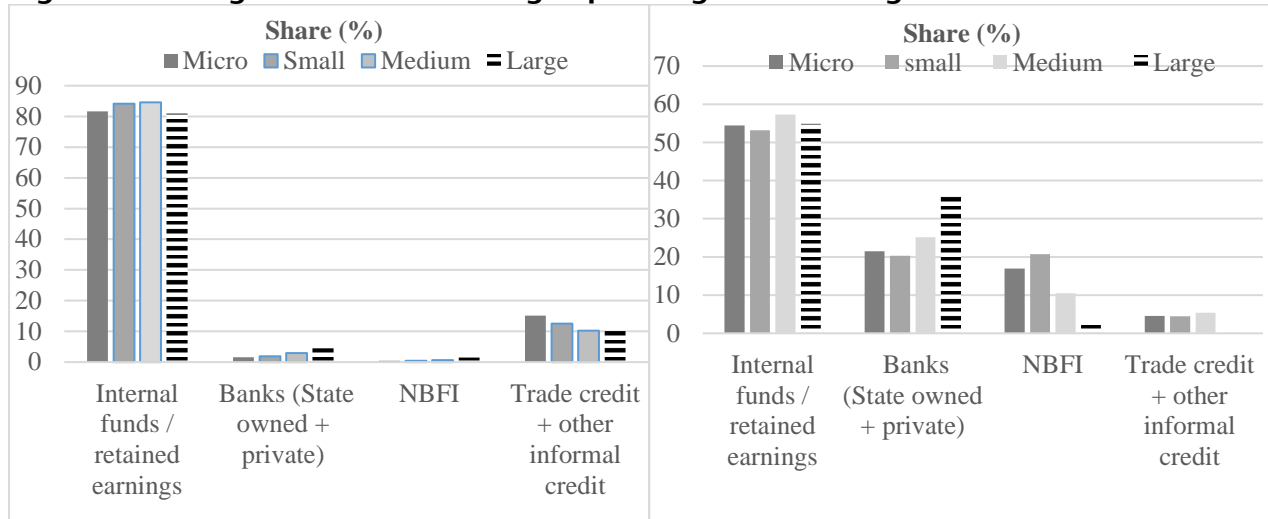 Share (%)
Micro Small Medium Large
90
80
70
60
50
40
30
20
10
0
Internal
funds /
retained
earnings
Banks (State
owned +
private)
NBFI
Trade credit
+ other
informal
credit
Share (%)
Micro small Medium Large
70
60
50
40
30
20
10
0
Internal
funds /
retained
earnings
Banks
(State owned
+ private)
NBFI
Trade credit
+ other
informal
credit